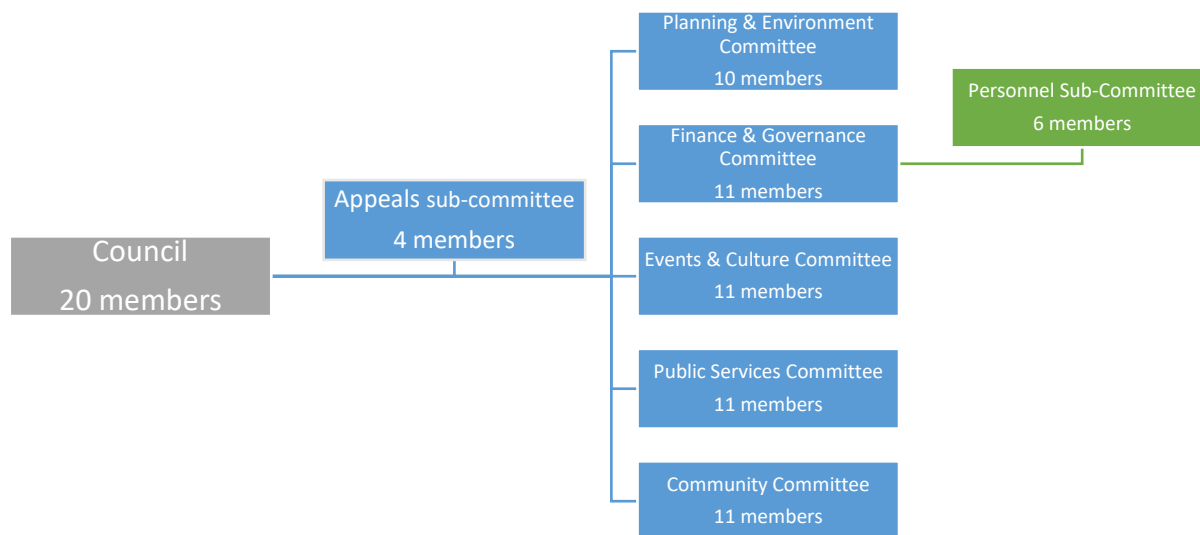 Council
20 members
Appeals sub-committee
4 members
Planning & Environment
Committee
10 members
Finance & Governance
Committee
11 members
Events & Culture Committee
11 members
Public Services Committee
11 members
Community Committee
11 members
Personnel Sub-Committee
6 members